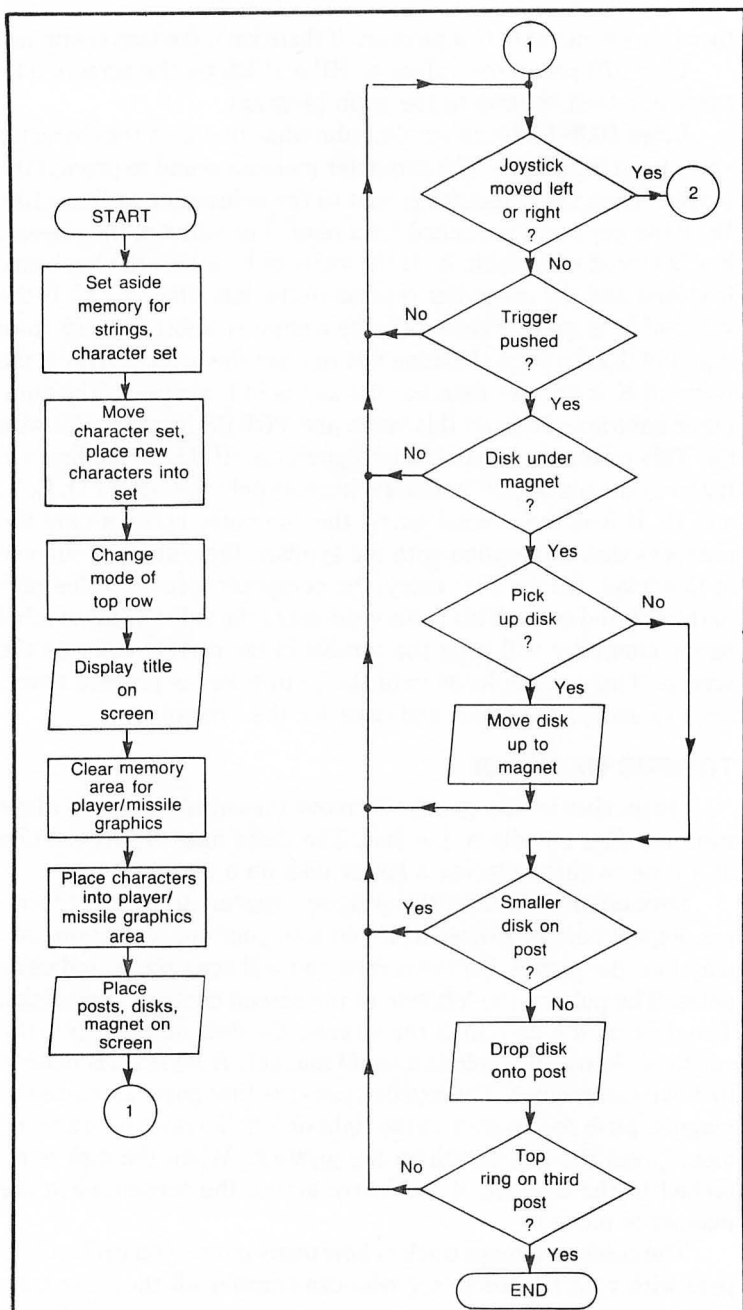 START
Set aside
memory for
strings,
character set
Move
character set,
place new
characters into
set
Change
mode of
top row
Display title
on
screen
Clear memory
area for
player/missile
graphics
Place characters
into player/
missile graphics
area
Place
posts, disks,
magnet on
screen
1
1
Joystick
moved left
or right
?
Yes
2
No
Trigger
pushed
?
No
Yes
Disk under
magnet
?
No
Yes
Pick
up disk
?
No
Yes
Move disk
up to
magnet
Smaller
disk on
post
?
Yes
No
Drop disk
onto post
Top
ring on third
post
?
No
Yes
END